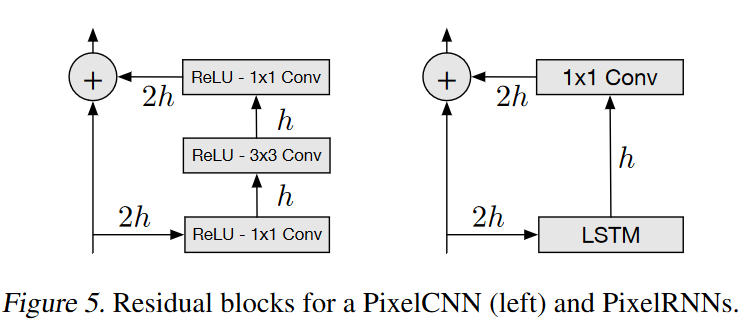 ReLU - 1x1 Conv
+
2h
h
ReLU - 3x3 Conv
h
2h
ReLU - 1x1 Conv
1x1 Conv
+
2h
h
2h
LSTM
Figure 5. Residual blocks for a PixelCNN (left) and PixelRNNs.